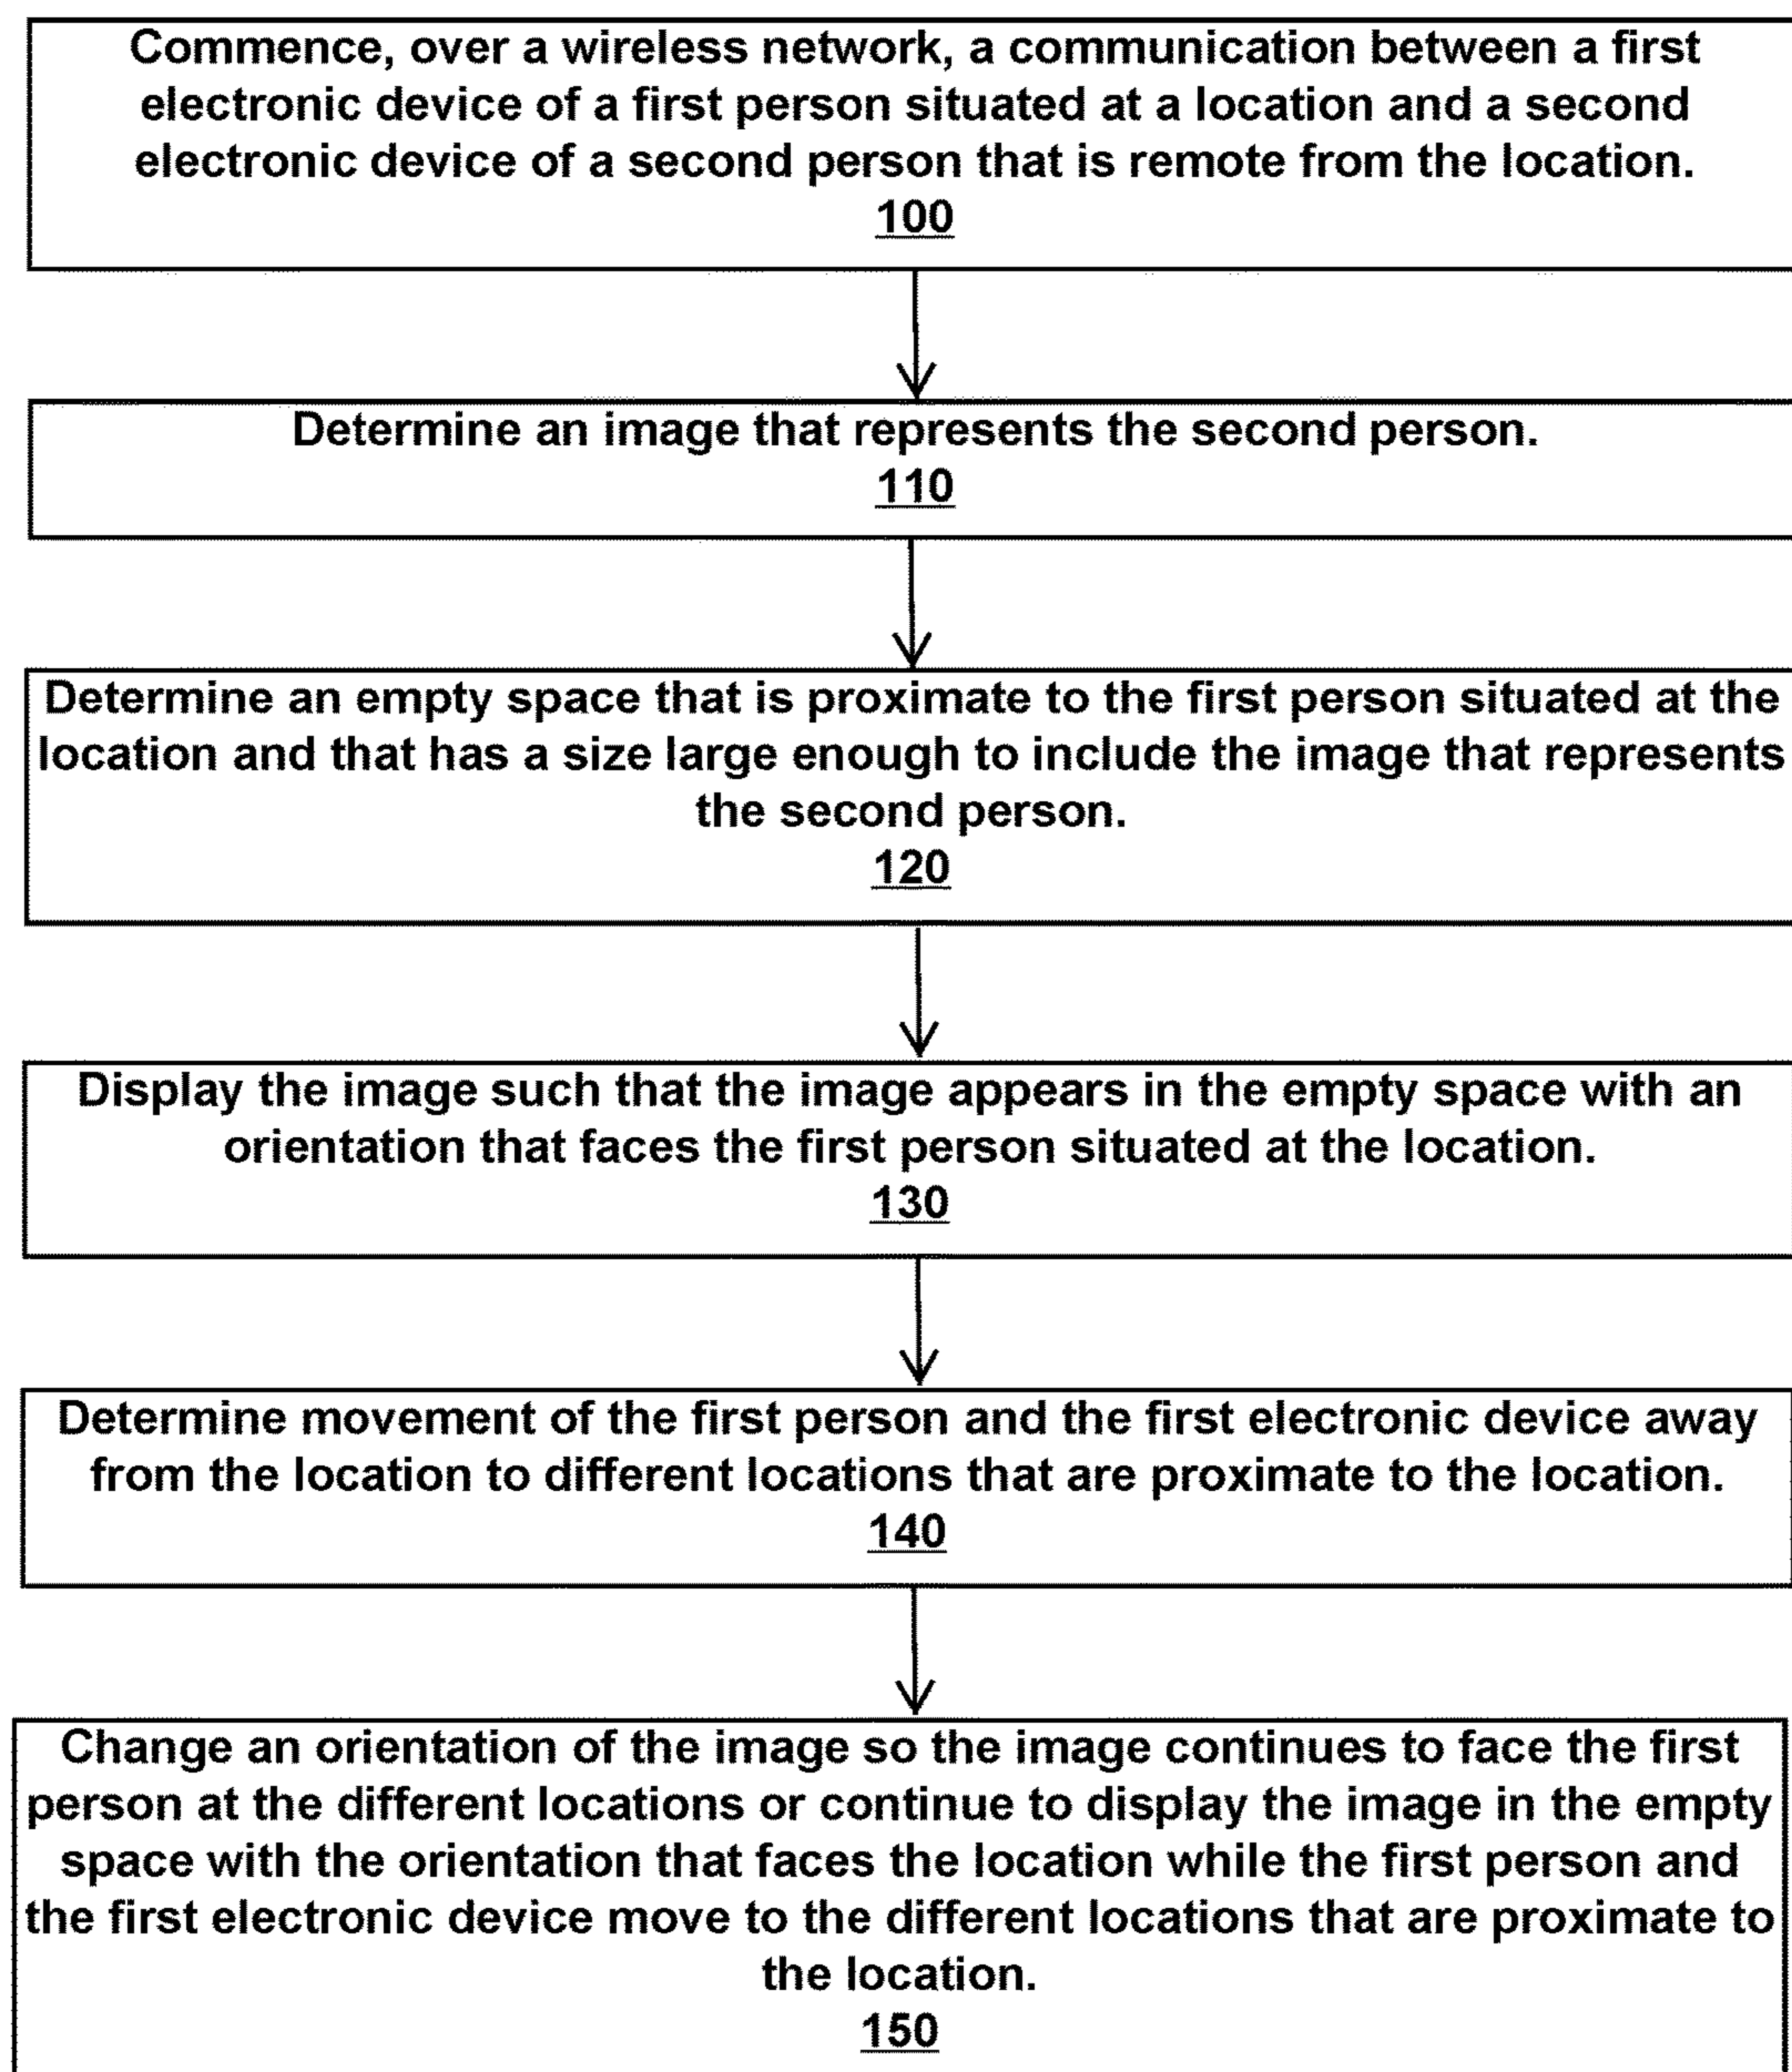 Commence, over a wireless network, a communication between a first
electronic device of a first person situated at a location and a second
electronic device of a second person that is remote from the location.
100
Determine an image that represents the second person.
110
Determine an empty space that is proximate to the first person situated at the
location and that has a size large enough to include the image that represents
the second person.
120
Display the image such that the image appears in the empty space with an
orientation that faces the first person situated at the location.
130
Determine movement of the first person and the first electronic device away
from the location to different locations that are proximate to the location.
140
Change an orientation of the image so the image continues to face the first
person at the different locations or continue to display the image in the empty
space with the orientation that faces the location while the first person and
the first electronic device move to the different locations that are proximate to
the location.
150